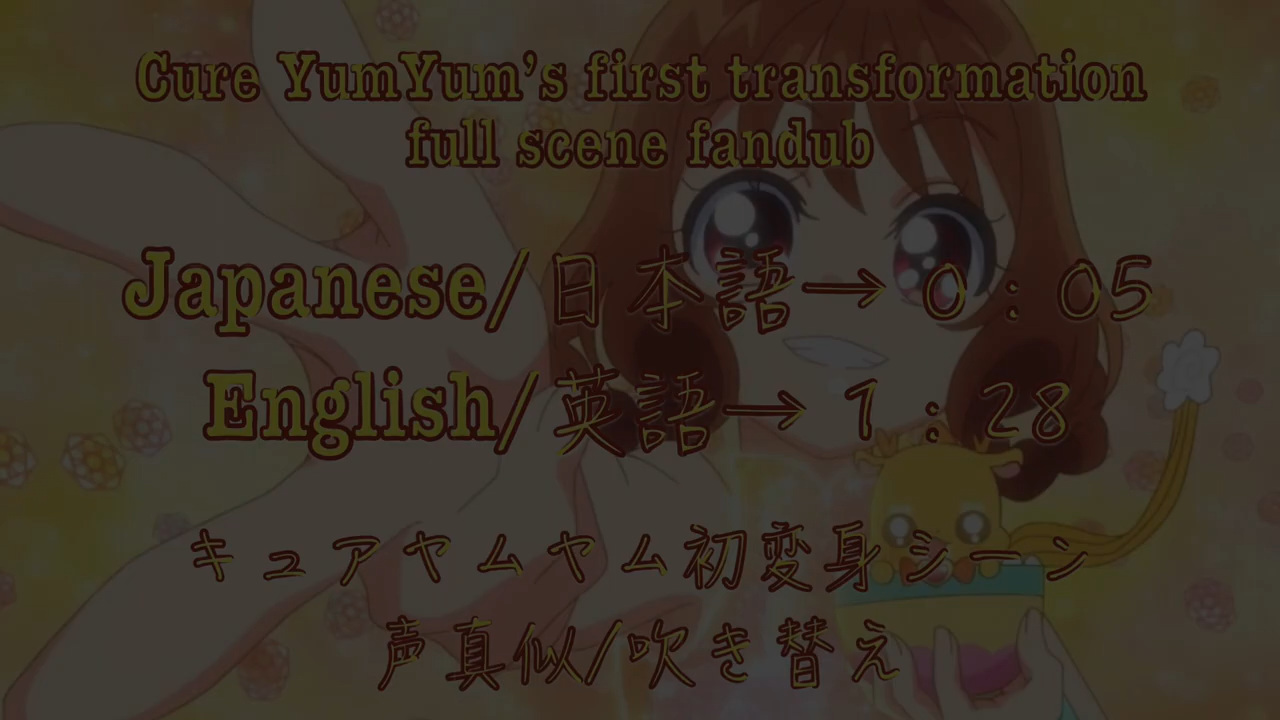 Cure YumYum's first transformation
full scene fandub
Japanese/日本語→0:05
English/英語→1:28
キュアヤムヤム初変身シーン
声真似/吹き替え